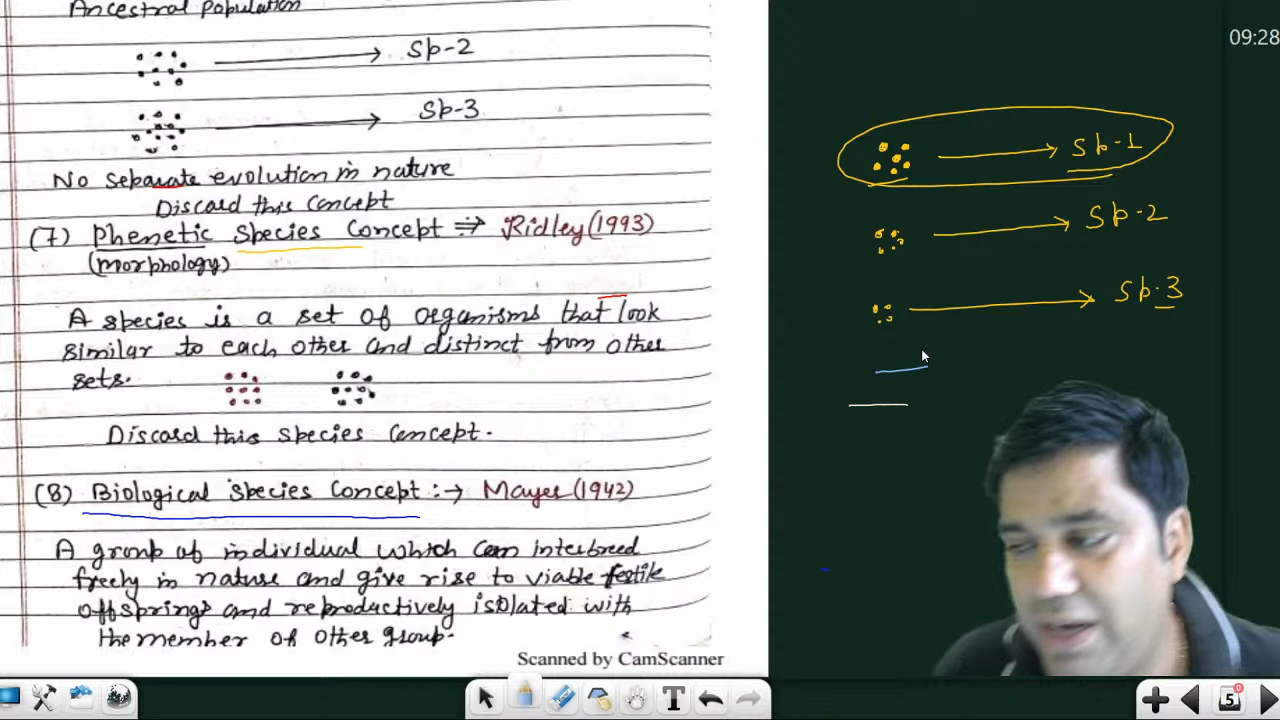 Ancestral population
Sp-2
Sp-3
No separate evolution in nature
Discard this concept
(7) Phenetic species Concept ⇒ Ridley (1993)
(morphology)
A species is a set of organisms that look
similar to each other and distinct from other
sets.
Discard this species concept.
(8) Biological species Concept :→ Mayer (1942)
A group of individual which can interbreed
freely in nature and give rise to viable fertile
offsprings and reproductively isolated with
the member of other group.
Scanned by CamScanner
09:28
Sp-1
Sp-2
Sp-3
T
5